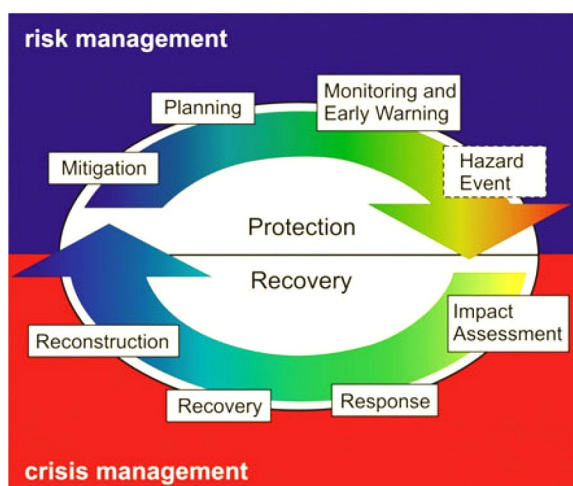 risk management
Planning
Monitoring and
Early Warning
Mitigation
Hazard
Event
Protection
Recovery
Impact
Assessment
Reconstruction
Recovery
Response
crisis management